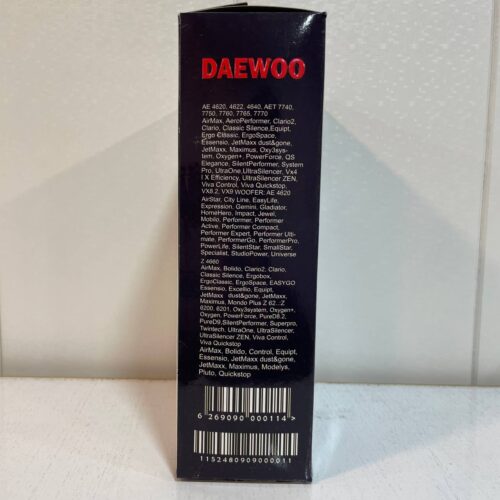 DAEWOO
AE 4620, 4622, 4640, AET 7740,
7750, 7760, 7765, 7770
AirMax, AeroPerformer, Clario2,
Clario, Classic Silence,Equipt,
Ergo Classic, ErgoSpace,
Essensio, JetMaxx dust&gone,
JetMaxx, Maximus, Oxy3sys-
tem, Oxygen+, PowerForce, QS
Elegance, SilentPerformer, System
Pro, UltraOne,UltraSilencer, Vx4
I X Efficiency, UltraSilencer ZEN,
Viva Control, Viva Quickstop,
VX8.2, VX9 WOOFER: AE 4620
AirStar, City Line, EasyLife,
Expression, Gemini, Gladiator,
HomeHero, Impact, Jewel,
Mobilo, Performer, Performer
Active, Performer Compact,
Performer Expert, Performer Ulti-
mate, PerformerGo, PerformerPro,
PowerLife, SilentStar, SmallStar,
Specialist, StudioPower, Universe
Z 4660
AirMax, Bolido, Clario2, Clario,
Classic Silence, Ergobox,
ErgoClassic, ErgoSpace, EASYGO
Essensio, Excellio, Equipt,
JetMaxx dust&gone, JetMaxx,
Maximus, Mondo Plus Z 62...Z
6200, 6201, Oxy3system, Oxygen+,
Oxygen, PowerForce, PureD8.2,
PureD9,SilentPerformer, Superpro,
Twintech, UltraOne, UltraSilencer,
UltraSilencer ZEN, Viva Control,
Viva Quickstop
AirMax, Bolido, Control, Equipt,
Essensio, JetMaxx dust&gone,
JetMaxx, Maximus, Modelys,
Pluto, Quickstop
6 269090 000114 >
1152460909000011